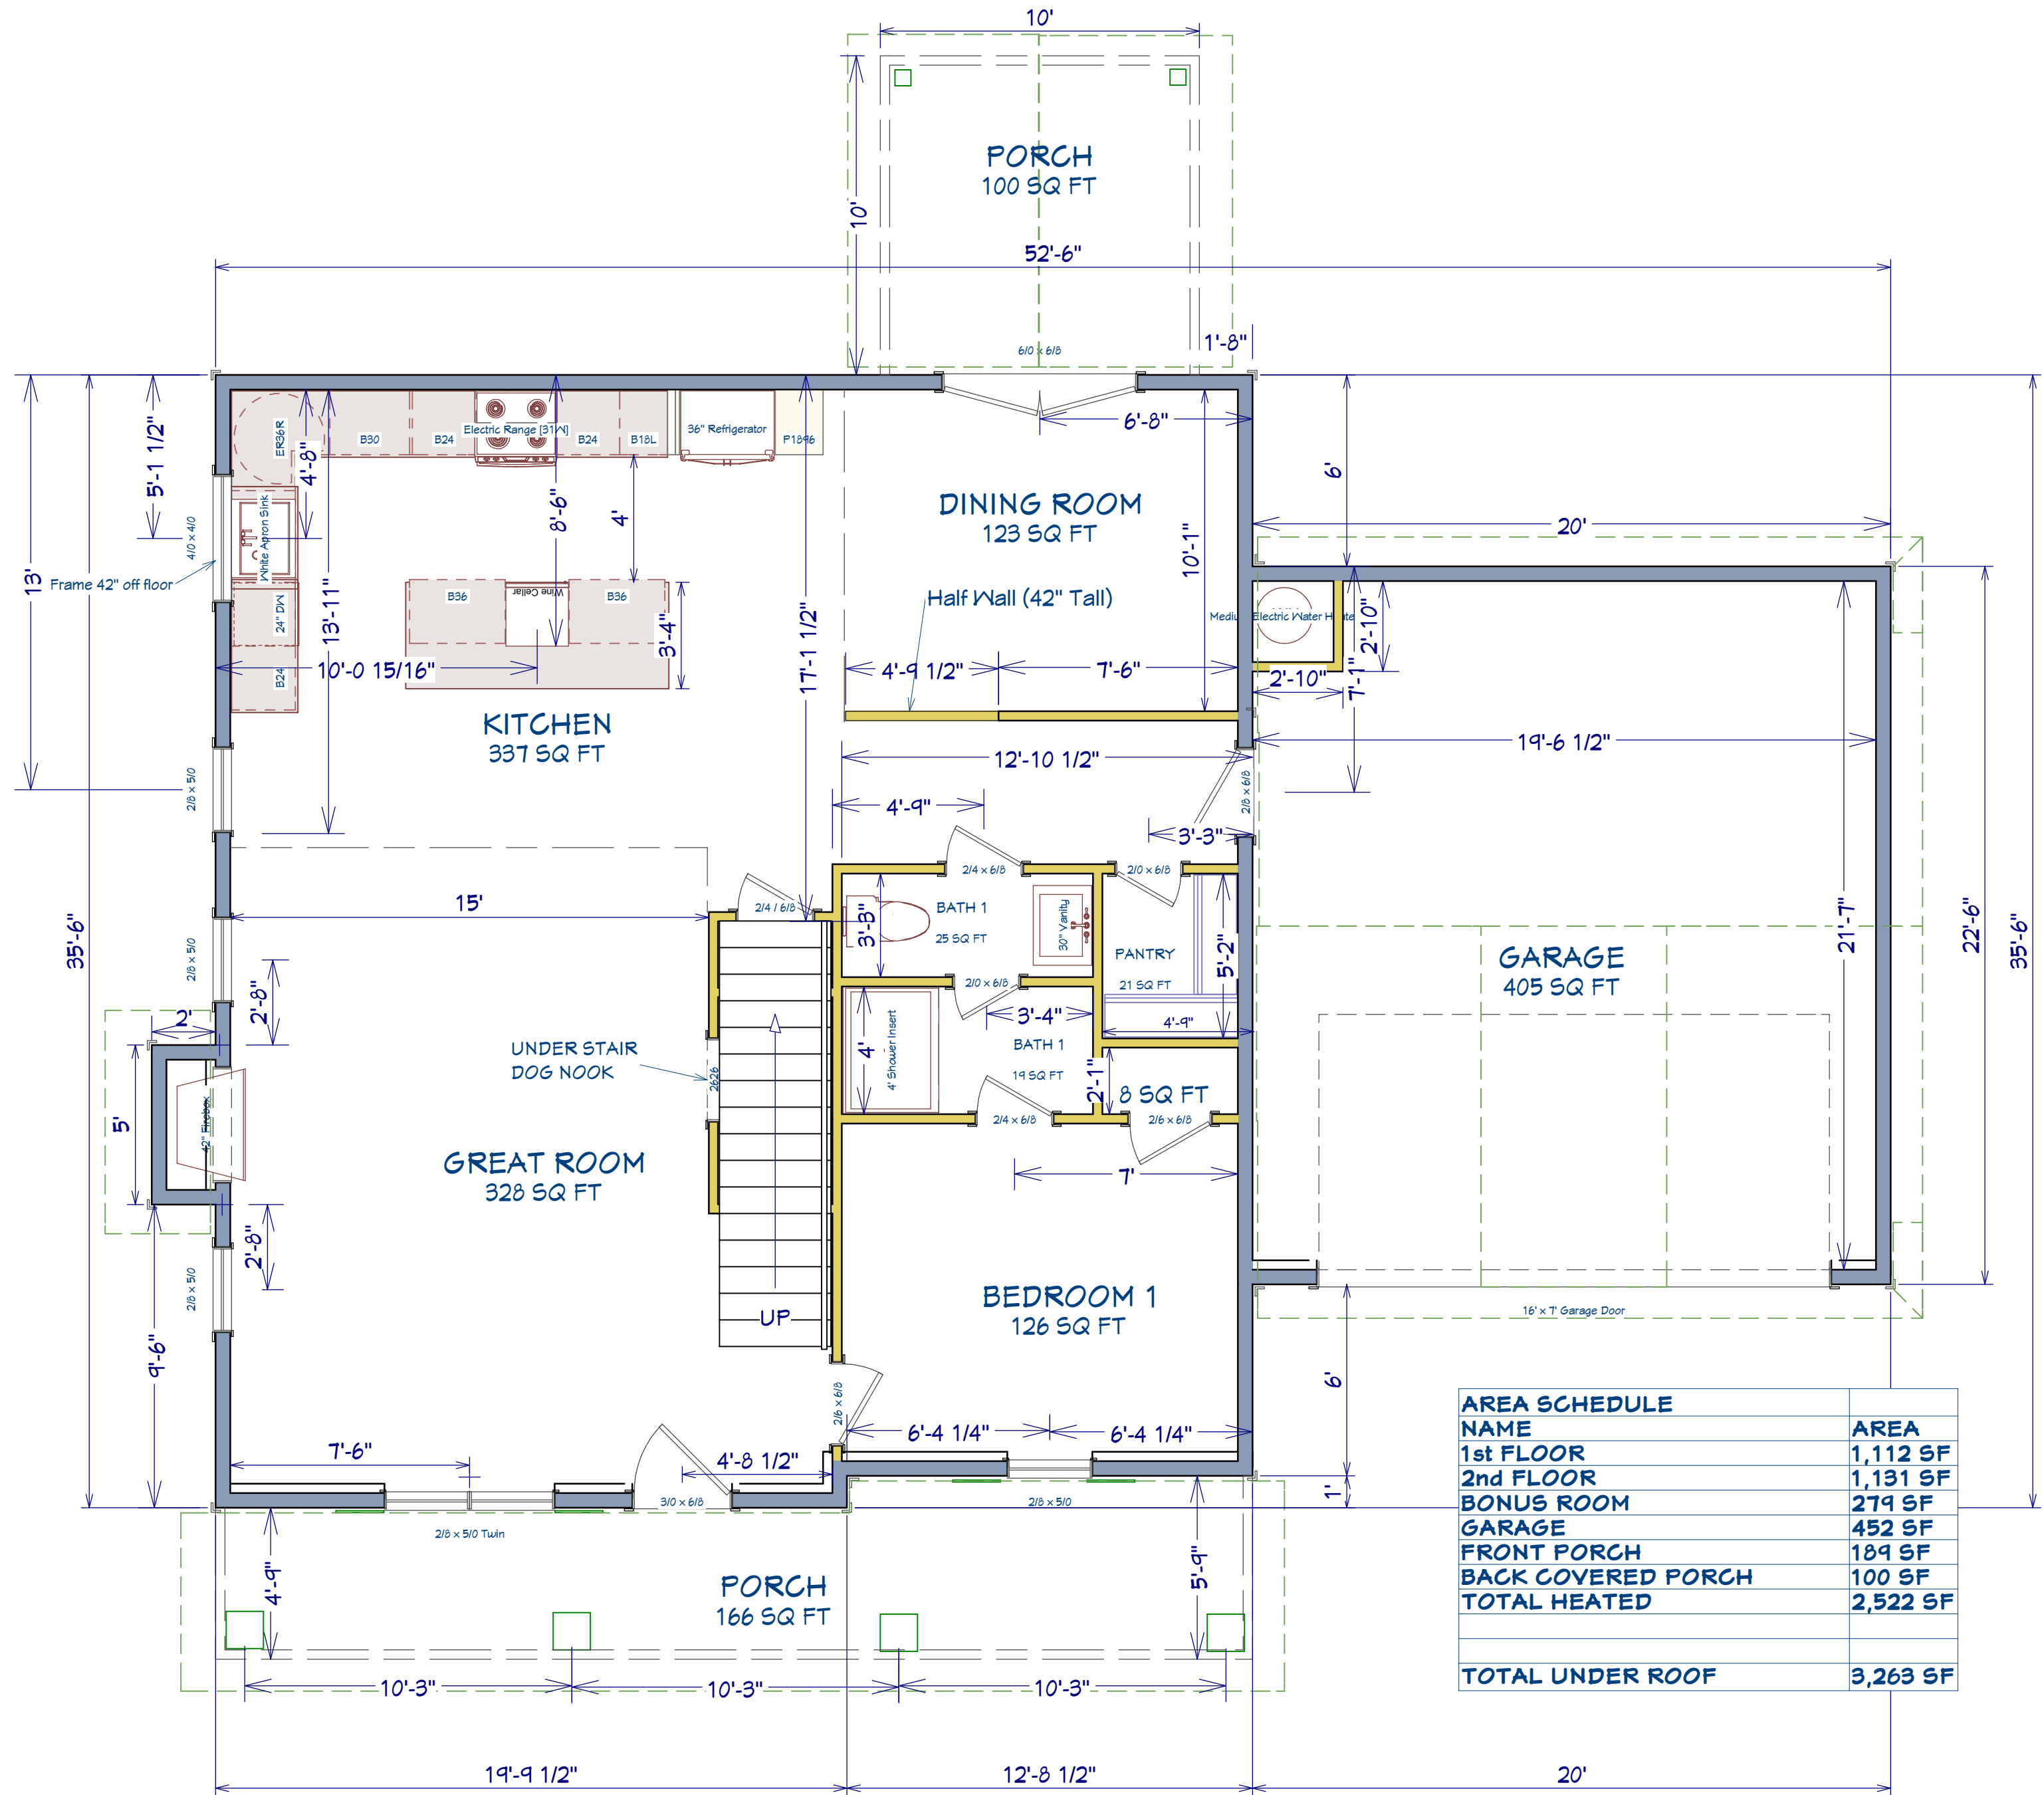 10'
PORCH
100 SQ FT
10'
52'-6"
1'-8"
6/0 x 6/8
6'-8"
ER36R
B30
B24
Electric Range [31W]
B24
B18L
36" Refrigerator
P1896
5'-1 1/2"
4'-8"
8'-6"
4'
6'
4/0 x 4/0
White Apron Sink
DINING ROOM
123 SQ FT
10'-1"
20'
13'
Frame 42" off floor
24" DW
B24
13'-11"
B36
Wine Cellar
B36
3'-4"
17'-1 1/2"
Half Wall (42" Tall)
2'-10"
10'-0 15/16"
4'-9 1/2"
7'-6"
2'-10"
7'-1"
KITCHEN
337 SQ FT
12'-10 1/2"
19'-6 1/2"
2/8 x 5/0
4'-9"
2/8 x 6/8
3'-3"
2/4 x 6/8
2/0 x 6/8
15'
2/4 / 6/8
3'-3"
BATH 1
25 SQ FT
30" Vanity
PANTRY
21 SQ FT
5'-2"
35'-6"
2/8 x 5/0
2'-8"
GARAGE
405 SQ FT
21'-7"
22'-6"
35'-6"
2/0 x 6/8
2'
3'-4"
4'-9"
UNDER STAIR
DOG NOOK
2626
4'
4' Shower Insert
BATH 1
19 SQ FT
2'-1"
8 SQ FT
5'
42" Firebox
2/4 x 6/8
2/6 x 6/8
GREAT ROOM
328 SQ FT
7'
2'-8"
2/8 x 5/0
BEDROOM 1
126 SQ FT
UP
16' x 7' Garage Door
9'-6"
2/6 x 6/8
6'
7'-6"
4'-8 1/2"
6'-4 1/4"
6'-4 1/4"
1'
3/0 x 6/8
2/8 x 5/0
2/8 x 5/0 Twin
4'-9"
PORCH
166 SQ FT
5'-9"
10'-3"
10'-3"
10'-3"
19'-9 1/2"
12'-8 1/2"
20'
AREA SCHEDULE
NAME AREA
1st FLOOR 1,112 SF
2nd FLOOR 1,131 SF
BONUS ROOM 279 SF
GARAGE 452 SF
FRONT PORCH 189 SF
BACK COVERED PORCH 100 SF
TOTAL HEATED 2,522 SF
TOTAL UNDER ROOF 3,263 SF